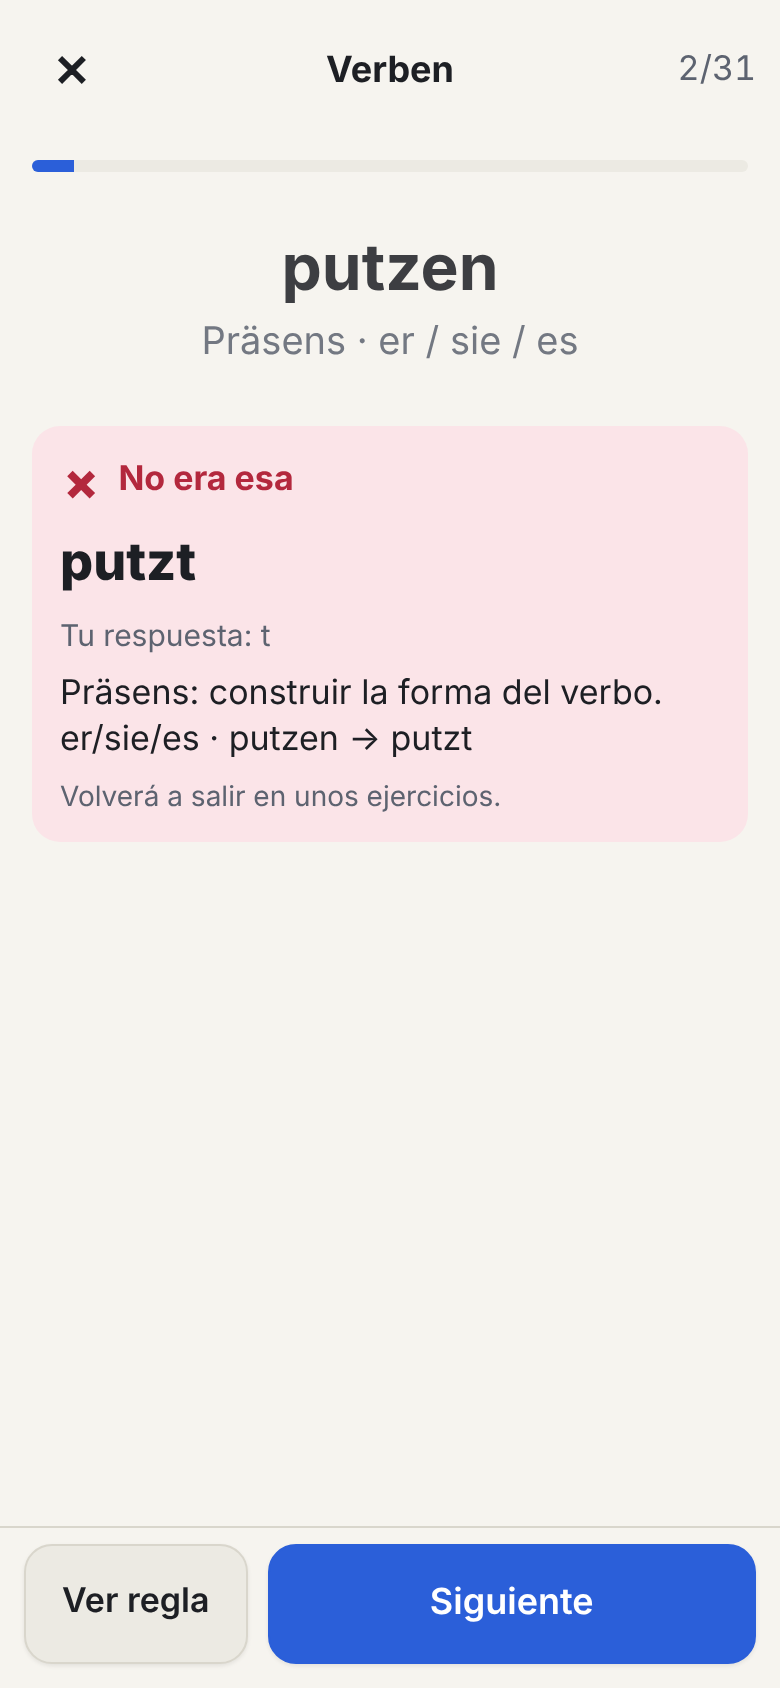 Verben
2/31
putzen
Präsens · er / sie / es
No era esa
putzt
Tu respuesta: t
Präsens: construir la forma del verbo.
er/sie/es · putzen → putzt
Volverá a salir en unos ejercicios.
Ver regla
Siguiente